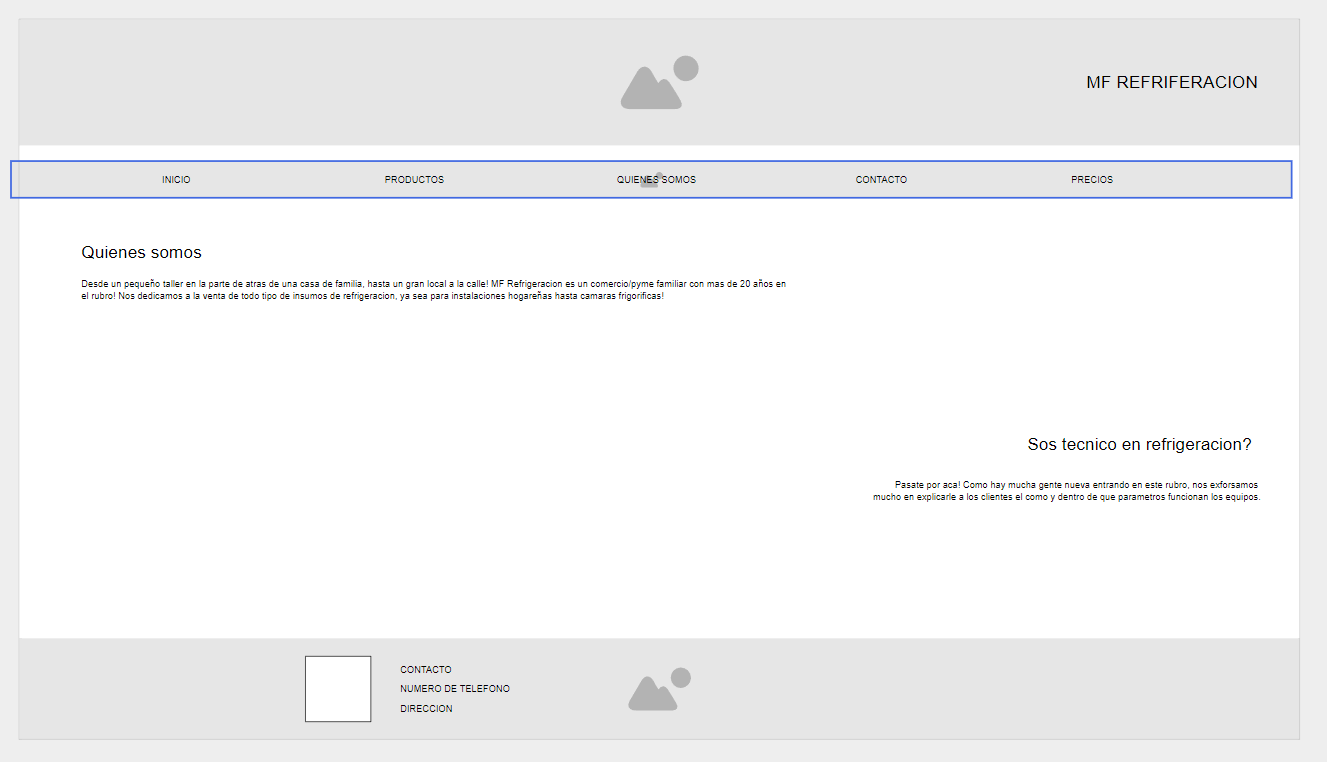 MF REFRIFERACION
INICIO PRODUCTOS QUIENES SOMOS CONTACTO PRECIOS
Quienes somos
Desde un pequeño taller en la parte de atras de una casa de familia, hasta un gran local a la calle! MF Refrigeracion es un comercio/pyme familiar con mas de 20 años en
el rubro! Nos dedicamos a la venta de todo tipo de insumos de refrigeracion, ya sea para instalaciones hogareñas hasta camaras frigorificas!
Sos tecnico en refrigeracion?
Pasate por aca! Como hay mucha gente nueva entrando en este rubro, nos exforsamos
mucho en explicarle a los clientes el como y dentro de que parametros funcionan los equipos.
CONTACTO
NUMERO DE TELEFONO
DIRECCION